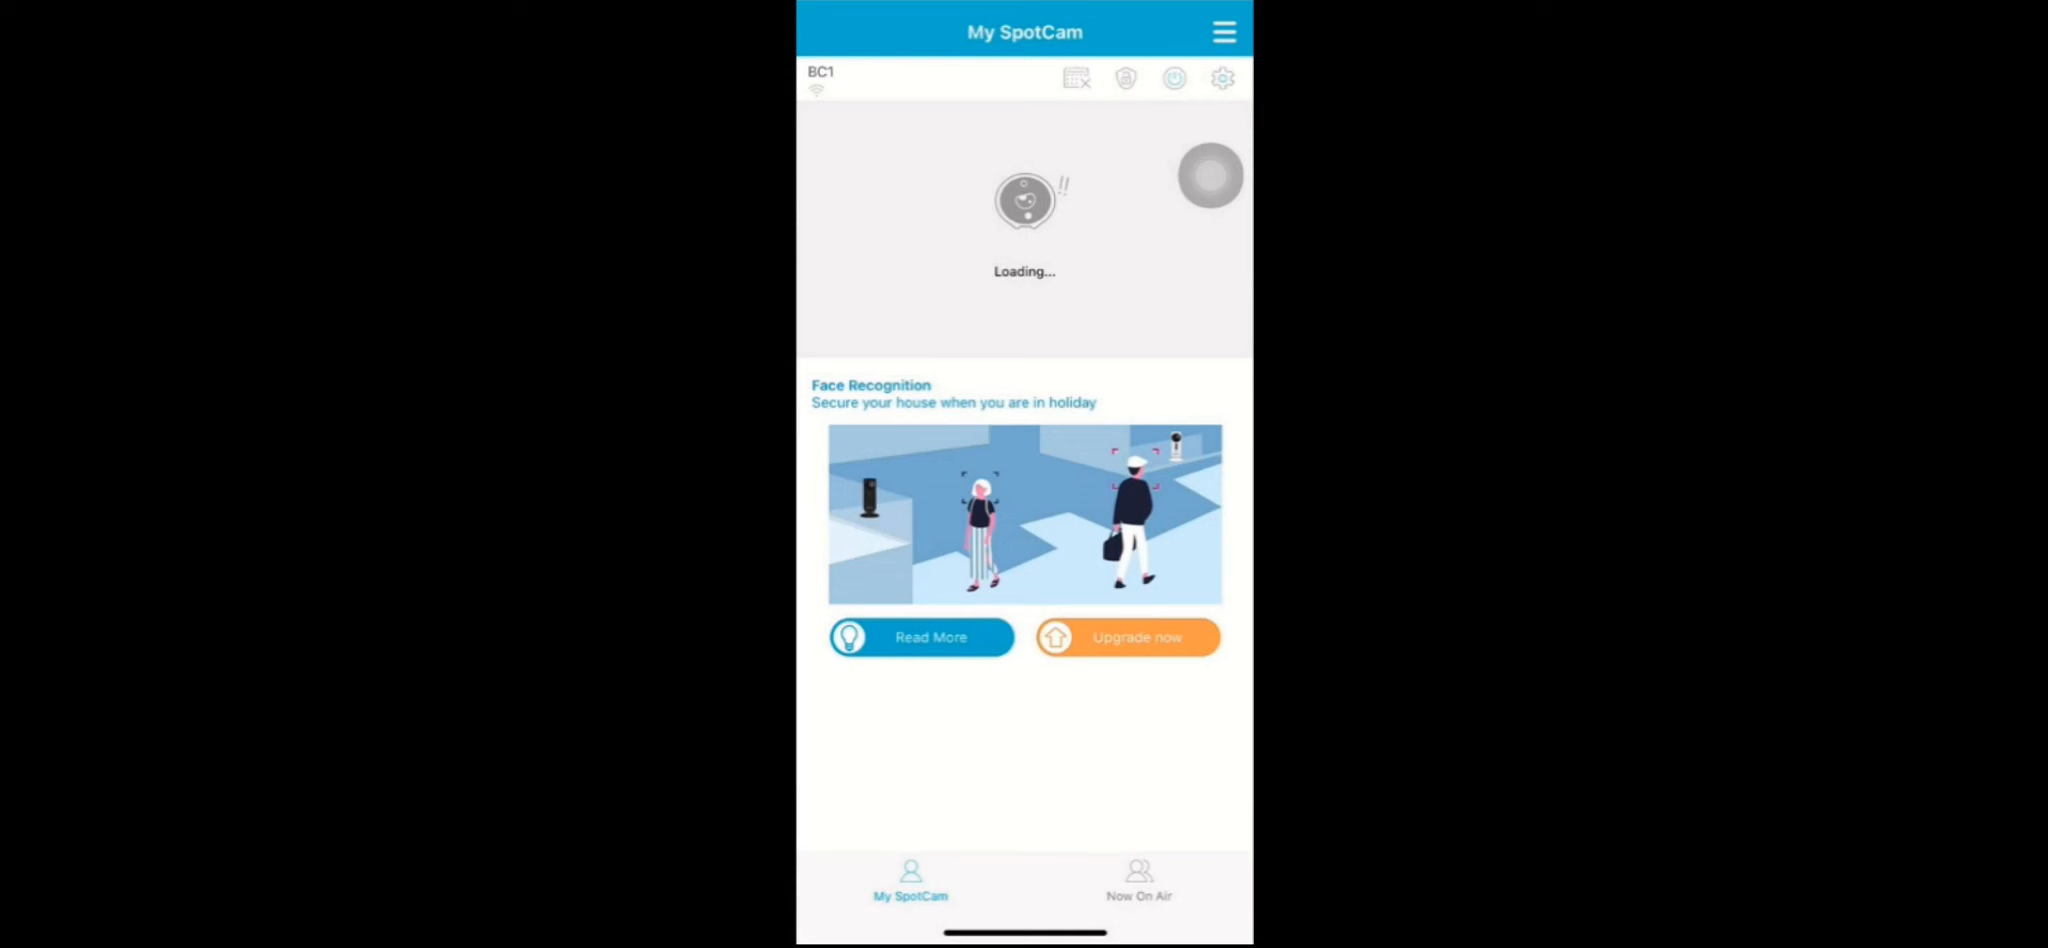 My SpotCam
BC1
Loading...
Face Recognition
Secure your house when you are in holiday
Read More
Upgrade now
My SpotCam
Now On Air